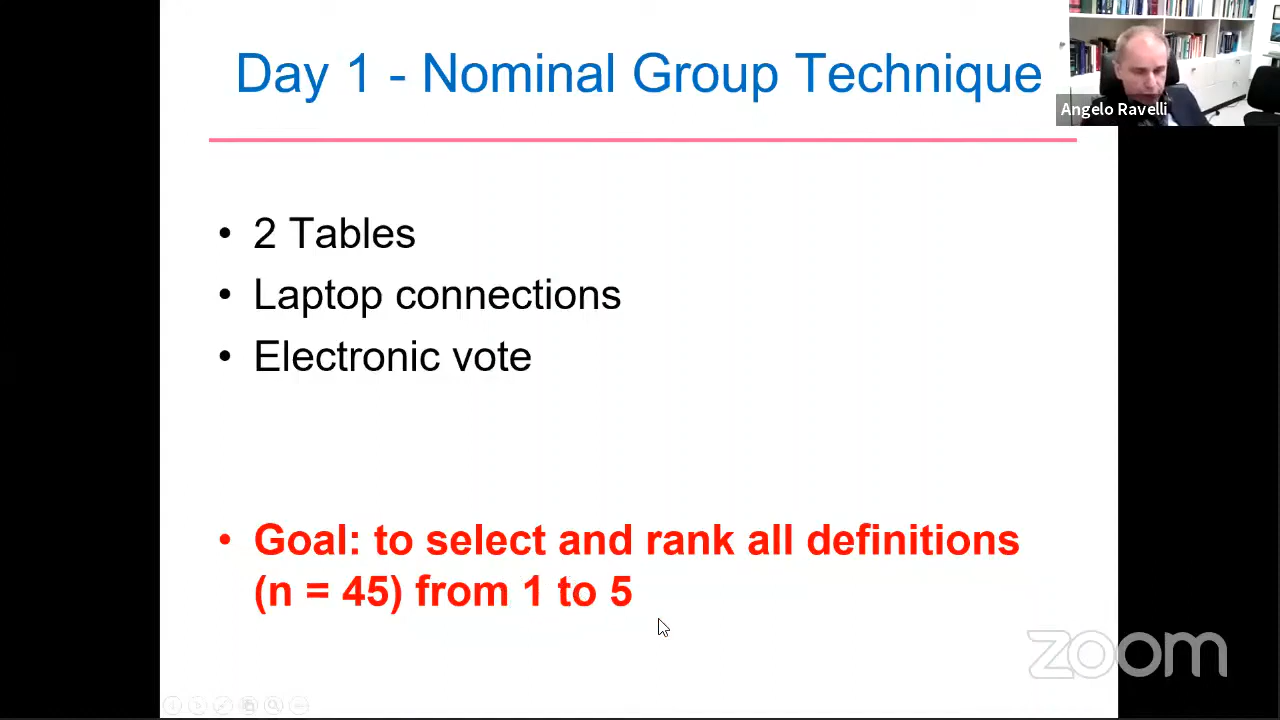 Day 1 - Nominal Group Technique
Angelo Ravelli
• 2 Tables
• Laptop connections
• Electronic vote
• Goal: to select and rank all definitions
(n = 45) from 1 to 5
zoom